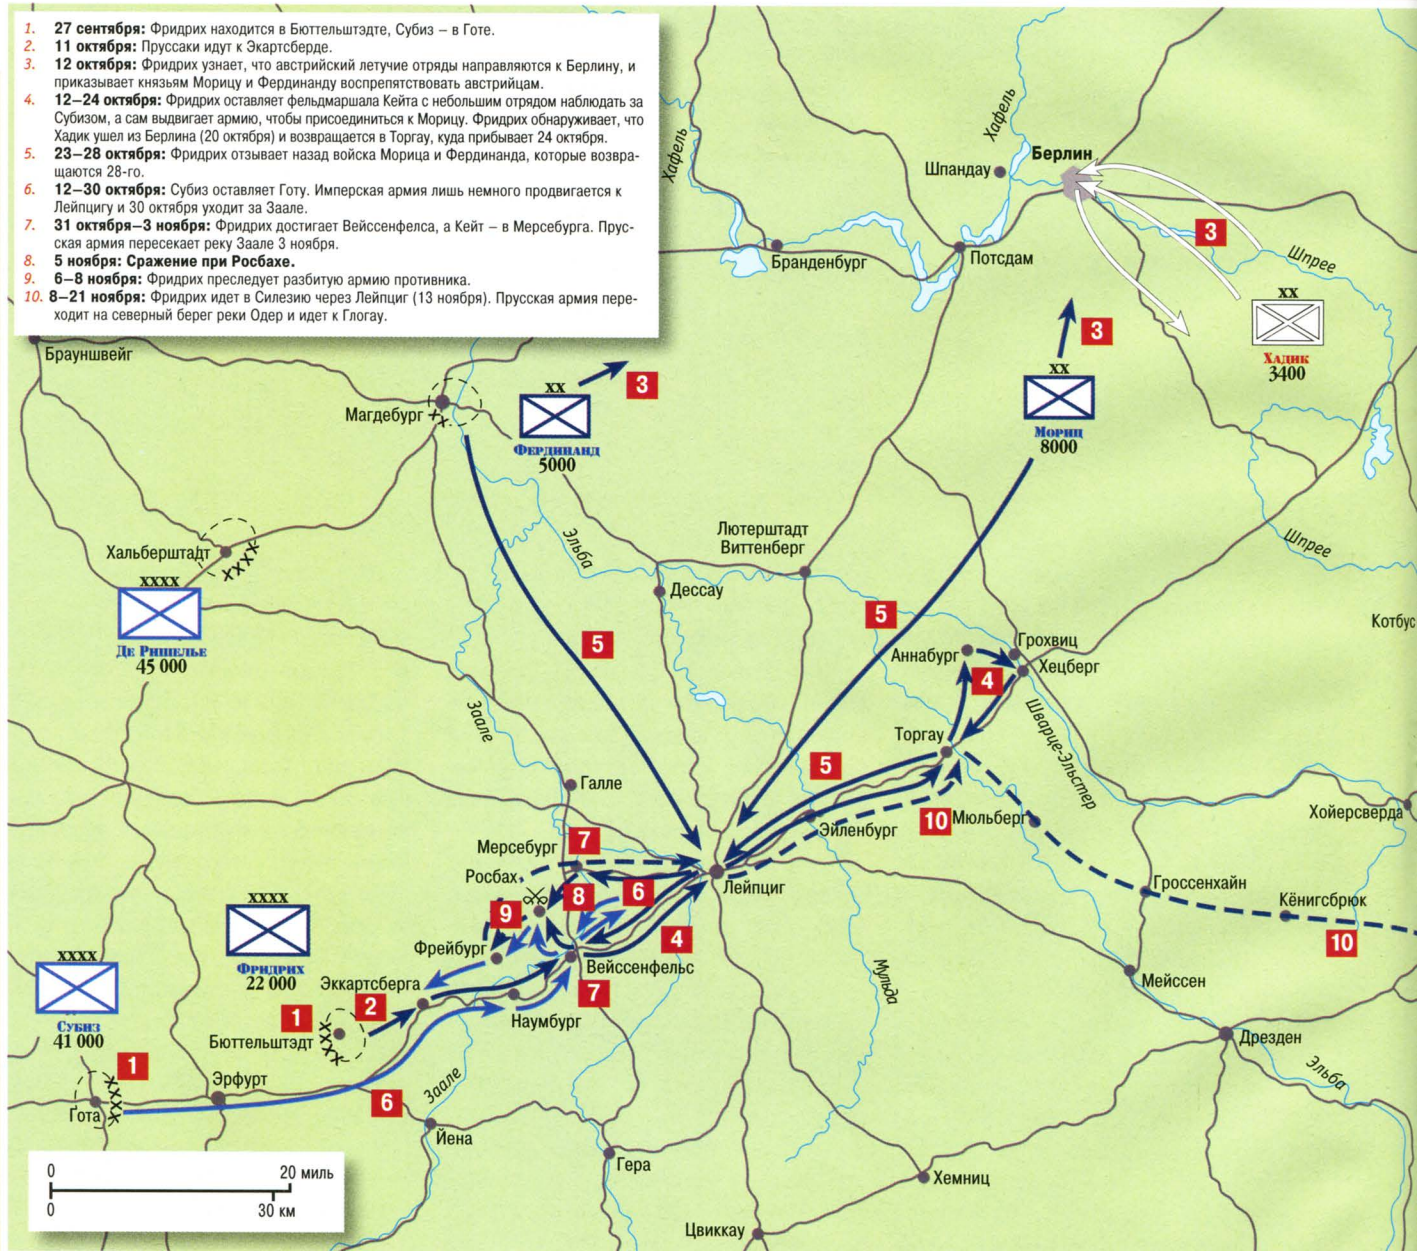 1. 27 сентября: Фридрих находится в Бюттельштэдте, Субиз – в Готе.
2. 11 октября: Пруссаки идут к Экартсберде.
3. 12 октября: Фридрих узнает, что австрийский летучие отряды направляются к Берлину, и
приказывает князьям Морицу и Фердинанду воспрепятствовать австрийцам.
4. 12–24 октября: Фридрих оставляет фельдмаршала Кейта с небольшим отрядом наблюдать за
Субизом, а сам выдвигает армию, чтобы присоединиться к Морицу. Фридрих обнаруживает, что
Хадик ушел из Берлина (20 октября) и возвращается в Торгау, куда прибывает 24 октября.
5. 23–28 октября: Фридрих отзывает назад войска Морица и Фердинанда, которые возвра-
щаются 28-го.
6. 12–30 октября: Субиз оставляет Готу. Имперская армия лишь немного продвигается к
Лейпцигу и 30 октября уходит за Заале.
7. 31 октября–3 ноября: Фридрих достигает Вейссенфелса, а Кейт – в Мерсебурга. Прус-
ская армия пересекает реку Заале 3 ноября.
8. 5 ноября: Сражение при Росбахе.
9. 6–8 ноября: Фридрих преследует разбитую армию противника.
10. 8–21 ноября: Фридрих идет в Силезию через Лейпциг (13 ноября). Прусская армия пере-
ходит на северный берег реки Одер и идет к Глогау.
Хафель
Хафель
Берлин
Шпандау
3
Шпрее
Бранденбург
Потсдам
XX
Хадик
3400
3
Брауншвейг
3
XX
Фердинанд
5000
XX
Мориц
8000
Магдебург
XX
Хальберштадт
XXXX
XXXX
Де Ришелье
45 000
Эльба
Лютерштадт
Виттенберг
Дессау
Шпрее
Котбус
5
5
Грохвиц
Аннабург
Хецберг
4
Заале
Торгау
Шварце-Эльстер
5
Галле
Эйленбург
10
Мюльберг
Хойерсверда
Мерсебург
7
Росбах
Лейпциг
8
6
9
Гроссенхайн
Кёнигсбрюк
10
XXXX
Фридрих
22 000
Фрейбург
4
Вейссенфельс
7
Мульда
Мейссен
XXXX
Субиз
41 000
Эккартсберга
2
1
XXXX
Бюттельштэдт
Наумбург
Дрезден
1
XXXX
Гота
Эрфурт
6
Заале
Йена
Эльба
Гера
Хемниц
Цвиккау
0
20 миль
0
30 км